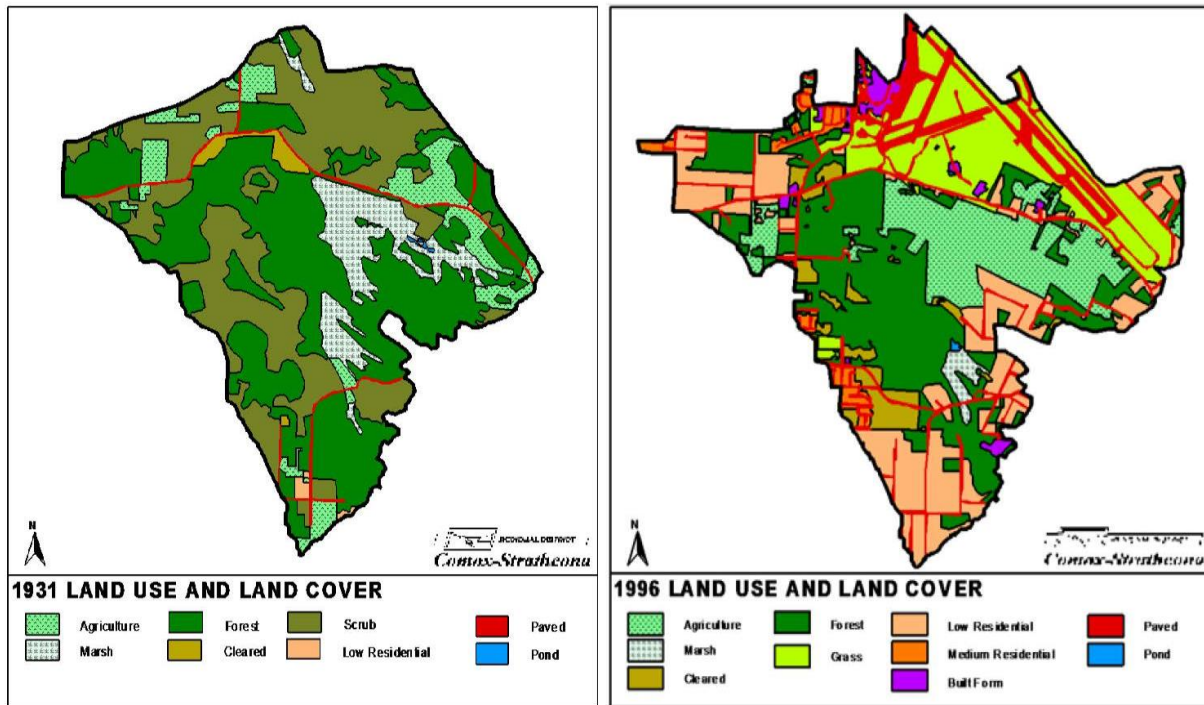 N
REGIONAL DISTRICT
Comox-Strathcona
1931 LAND USE AND LAND COVER
Agriculture Forest Scrub Paved
Marsh Cleared Low Residential Pond
N
Comox-Strathcona
1996 LAND USE AND LAND COVER
Agriculture Forest Low Residential Paved
Marsh Grass Medium Residential Pond
Cleared Built Form